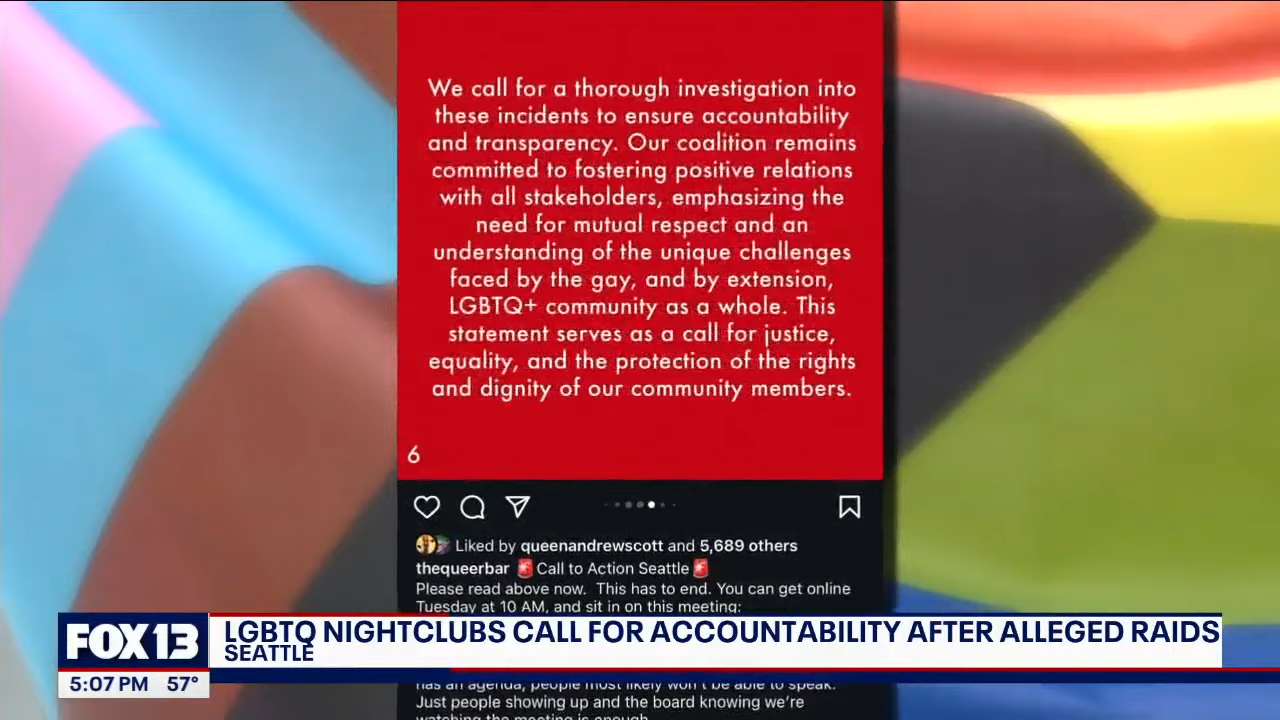 We call for a thorough investigation into
these incidents to ensure accountability
and transparency. Our coalition remains
committed to fostering positive relations
with all stakeholders, emphasizing the
need for mutual respect and an
understanding of the unique challenges
faced by the gay, and by extension,
LGBTQ+ community as a whole. This
statement serves as a call for justice,
equality, and the protection of the rights
and dignity of our community members.
6
Liked by queenandrewscott and 5,689 others
thequeerbar 🚨Call to Action Seattle🚨
Please read above now. This has to end. You can get online
Tuesday at 10 AM, and sit in on this meeting:
FOX 13
LGBTQ NIGHTCLUBS CALL FOR ACCOUNTABILITY AFTER ALLEGED RAIDS
SEATTLE
5:07 PM 57°
has an agenda, people most likely won't be able to speak.
Just people showing up and the board knowing we're
watching the meeting is enough.